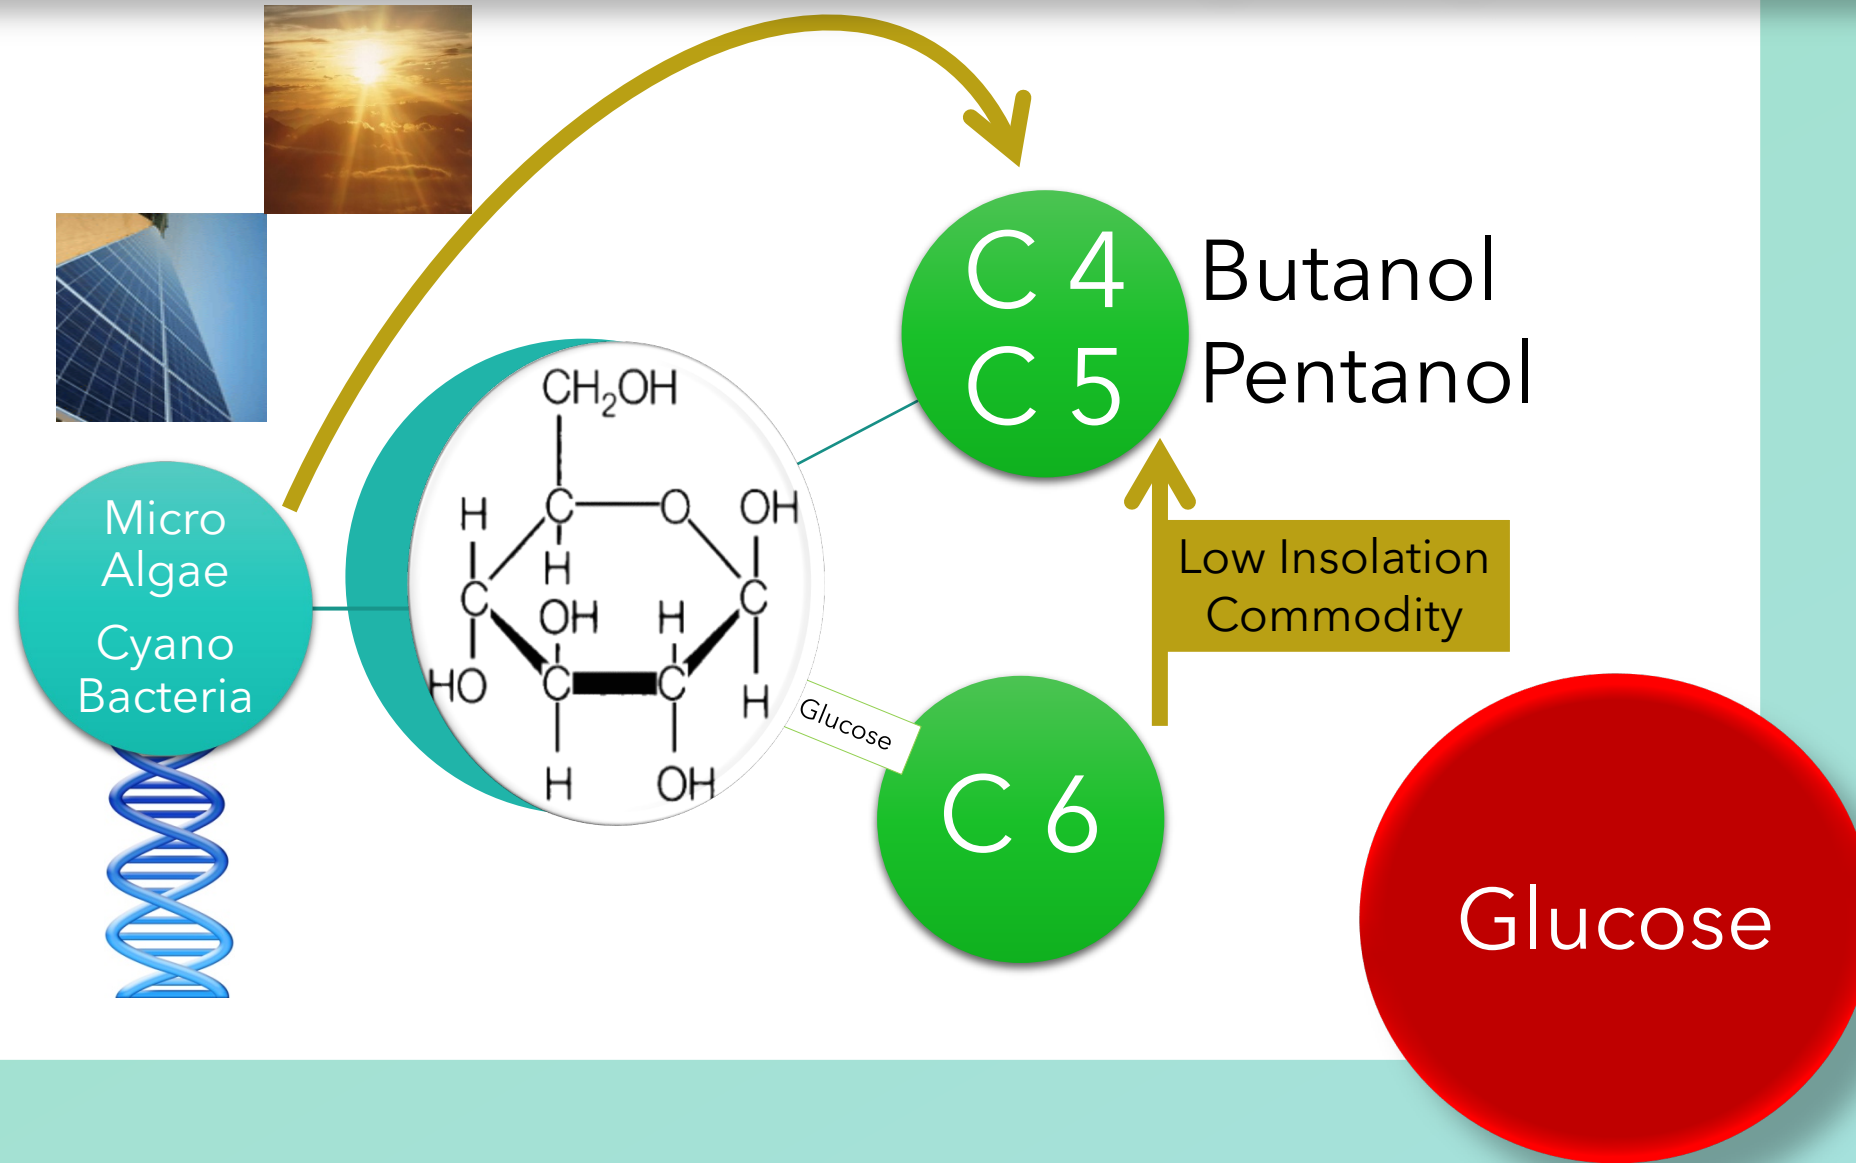 C 4
C 5
Butanol
Pentanol
CH₂OH
H
C
O
OH
H
C
OH
H
C
HO
C
C
H
H
OH
Micro
Algae
Cyano
Bacteria
Low Insolation
Commodity
Glucose
C 6
Glucose